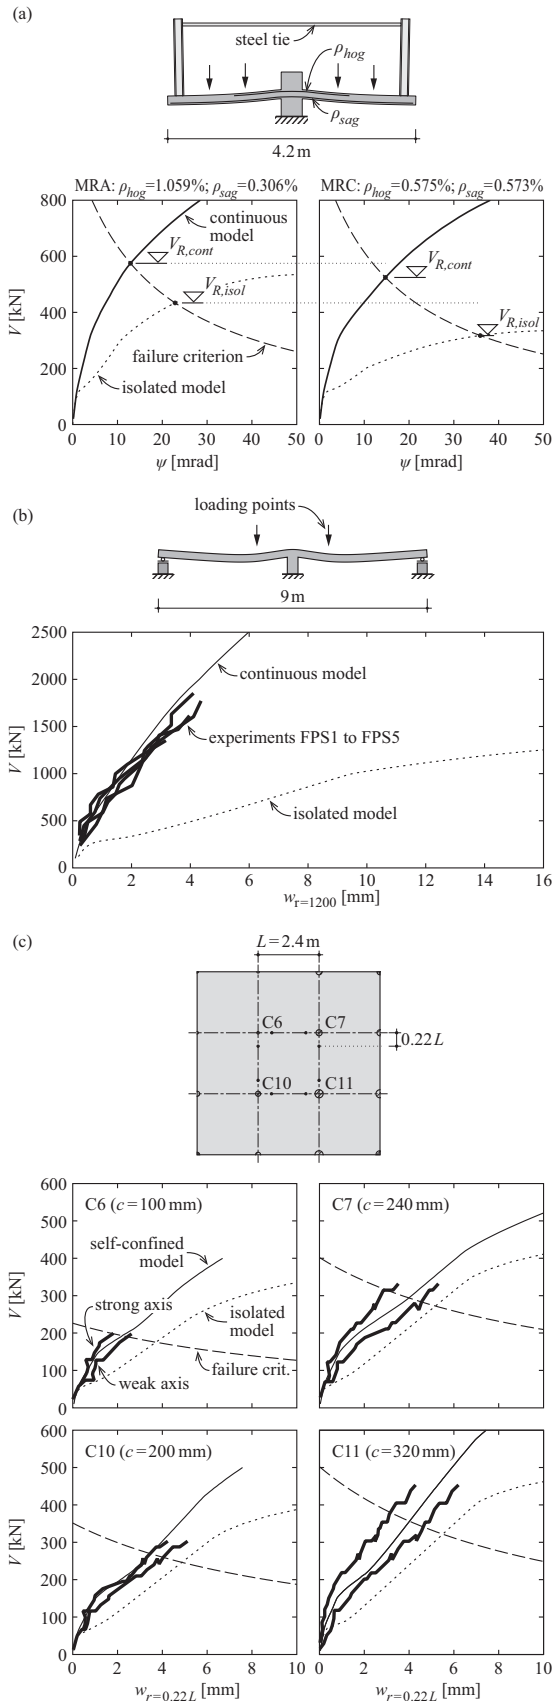 (a)
steel tie
ρhog
ρsag
4.2 m
MRA: ρhog=1.059%; ρsag=0.306%
MRC: ρhog=0.575%; ρsag=0.573%
800
600
400
200
0
V [kN]
continuous
model
VR,cont
VR,isol
failure criterion
isolated model
0 10 20 30 40 50
ψ [mrad]
VR,cont
VR,isol
0 10 20 30 40 50
ψ [mrad]
(b)
loading points
9 m
2500
2000
1500
1000
500
0
V [kN]
continuous model
experiments FPS1 to FPS5
isolated model
0 2 4 6 8 10 12 14 16
wr=1200 [mm]
(c)
L = 2.4 m
C6 C7
0.22L
C10 C11
600
500
400
300
200
100
0
V [kN]
C6 (c = 100 mm)
self-confined
model
strong axis
isolated
model
weak axis
failure crit.
C7 (c = 240 mm)
600
500
400
300
200
100
0
V [kN]
C10 (c = 200 mm)
0 2 4 6 8 10
wr=0.22L [mm]
C11 (c = 320 mm)
0 2 4 6 8 10
wr=0.22L [mm]